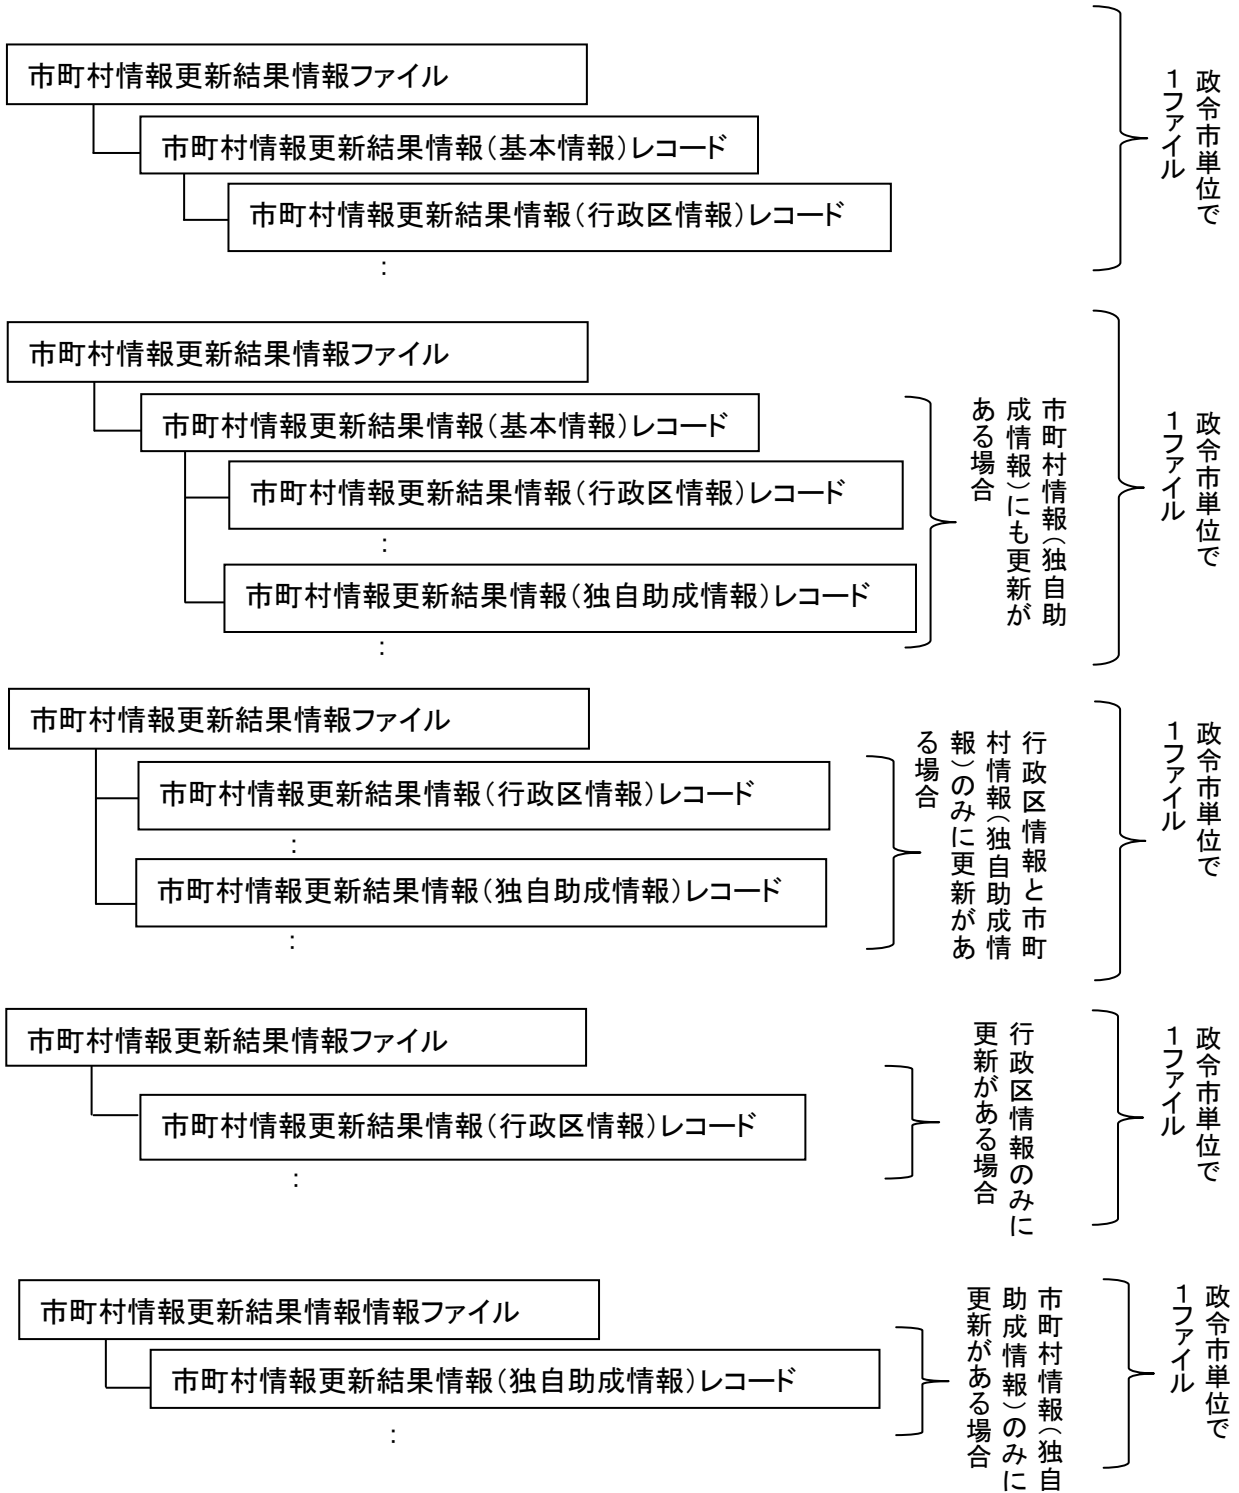 市町村情報更新結果情報ファイル
市町村情報更新結果情報（基本情報）レコード
市町村情報更新結果情報（行政区情報）レコード
：
政令市単位で
１ファイル
市町村情報更新結果情報ファイル
市町村情報更新結果情報（基本情報）レコード
市町村情報更新結果情報（行政区情報）レコード
：
市町村情報更新結果情報（独自助成情報）レコード
：
市町村情報（独自助
成情報）にも更新が
ある場合
政令市単位で
１ファイル
市町村情報更新結果情報ファイル
市町村情報更新結果情報（行政区情報）レコード
：
市町村情報更新結果情報（独自助成情報）レコード
：
行政区情報と市町
村情報（独自助成情
報）のみに更新があ
る場合
政令市単位で
１ファイル
市町村情報更新結果情報ファイル
市町村情報更新結果情報（行政区情報）レコード
：
行政区情報のみに
更新がある場合
政令市単位で
１ファイル
市町村情報更新結果情報情報ファイル
市町村情報更新結果情報（独自助成情報）レコード
：
市町村情報（独自
助成情報）のみに
更新がある場合
政令市単位で
１ファイル